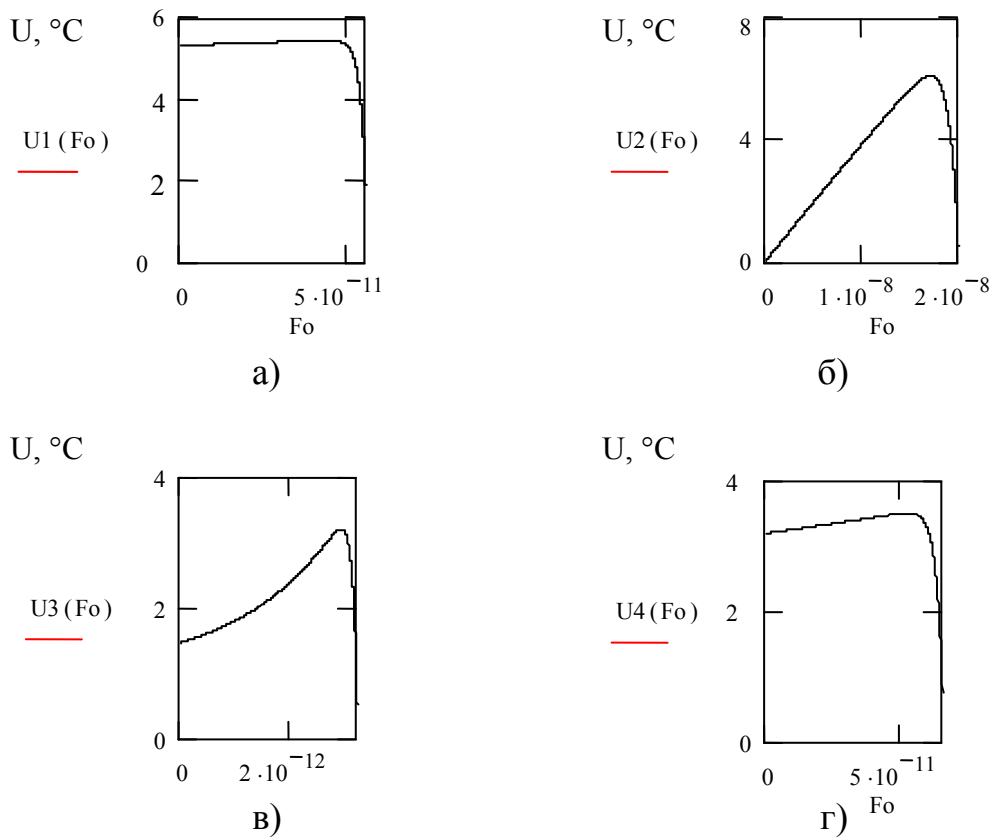 U, °C
6
4
2
0
U1 (Fo)
0
5·10⁻¹¹
Fo
а)
U, °C
8
4
0
U2 (Fo)
0
1·10⁻⁸
2·10⁻⁸
Fo
б)
U, °C
4
2
0
U3 (Fo)
0
2·10⁻¹²
в)
U, °C
4
2
0
U4 (Fo)
0
5·10⁻¹¹
Fo
г)